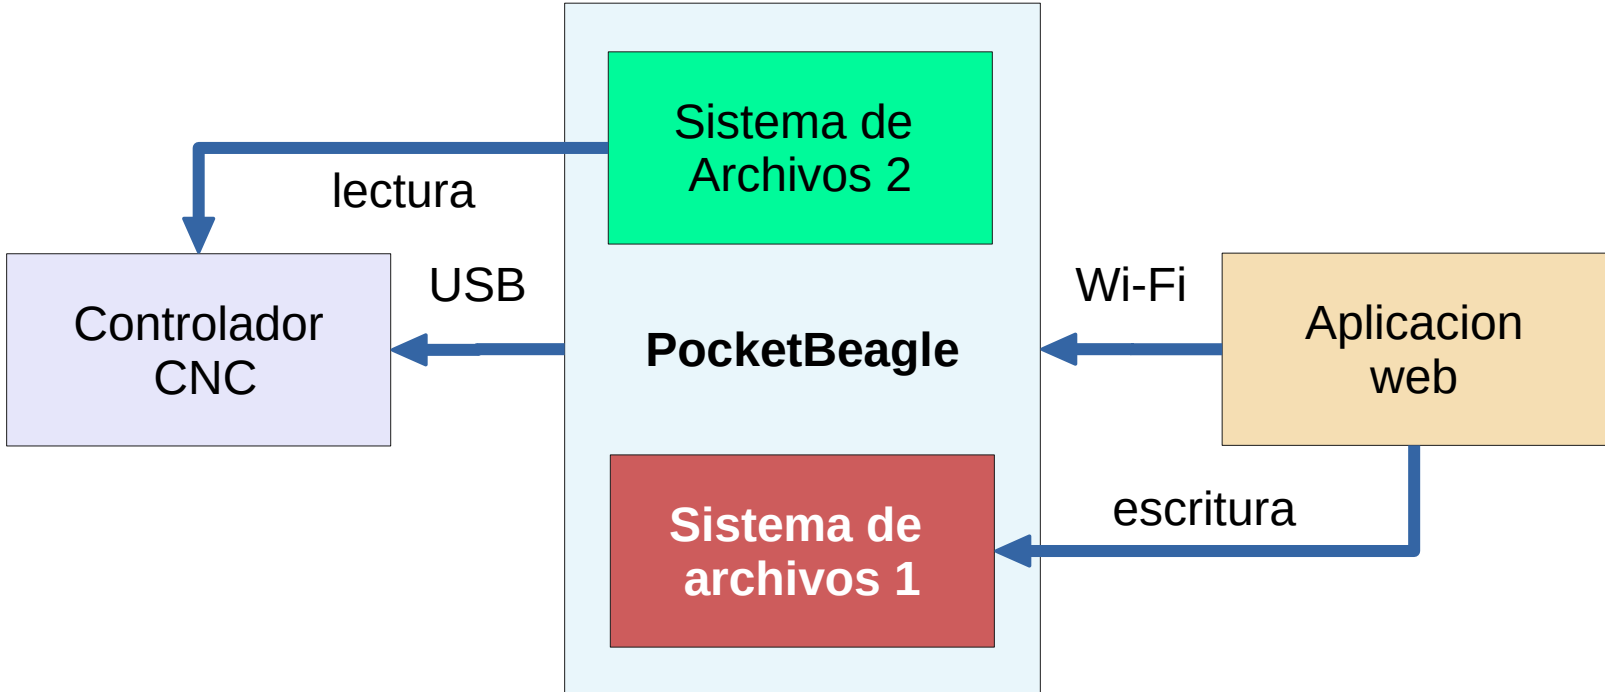 Sistema de
Archivos 2
lectura
USB
Wi-Fi
Controlador
CNC
PocketBeagle
Aplicacion
web
Sistema de
archivos 1
escritura